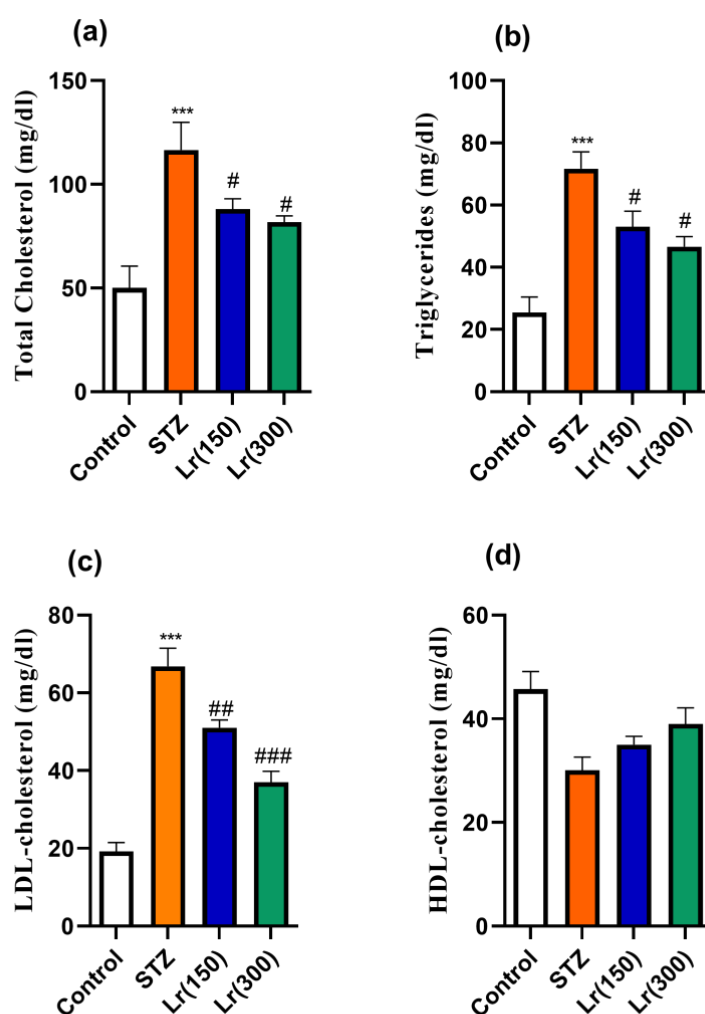 (a)
Total Cholesterol (mg/dl)
150
100
50
0
***
#
#
Control
STZ
Lr(150)
Lr(300)
(b)
Triglycerides (mg/dl)
100
80
60
40
20
0
***
#
#
Control
STZ
Lr(150)
Lr(300)
(c)
LDL-cholesterol (mg/dl)
80
60
40
20
0
***
##
###
Control
STZ
Lr(150)
Lr(300)
(d)
HDL-cholesterol (mg/dl)
60
40
20
0
Control
STZ
Lr(150)
Lr(300)